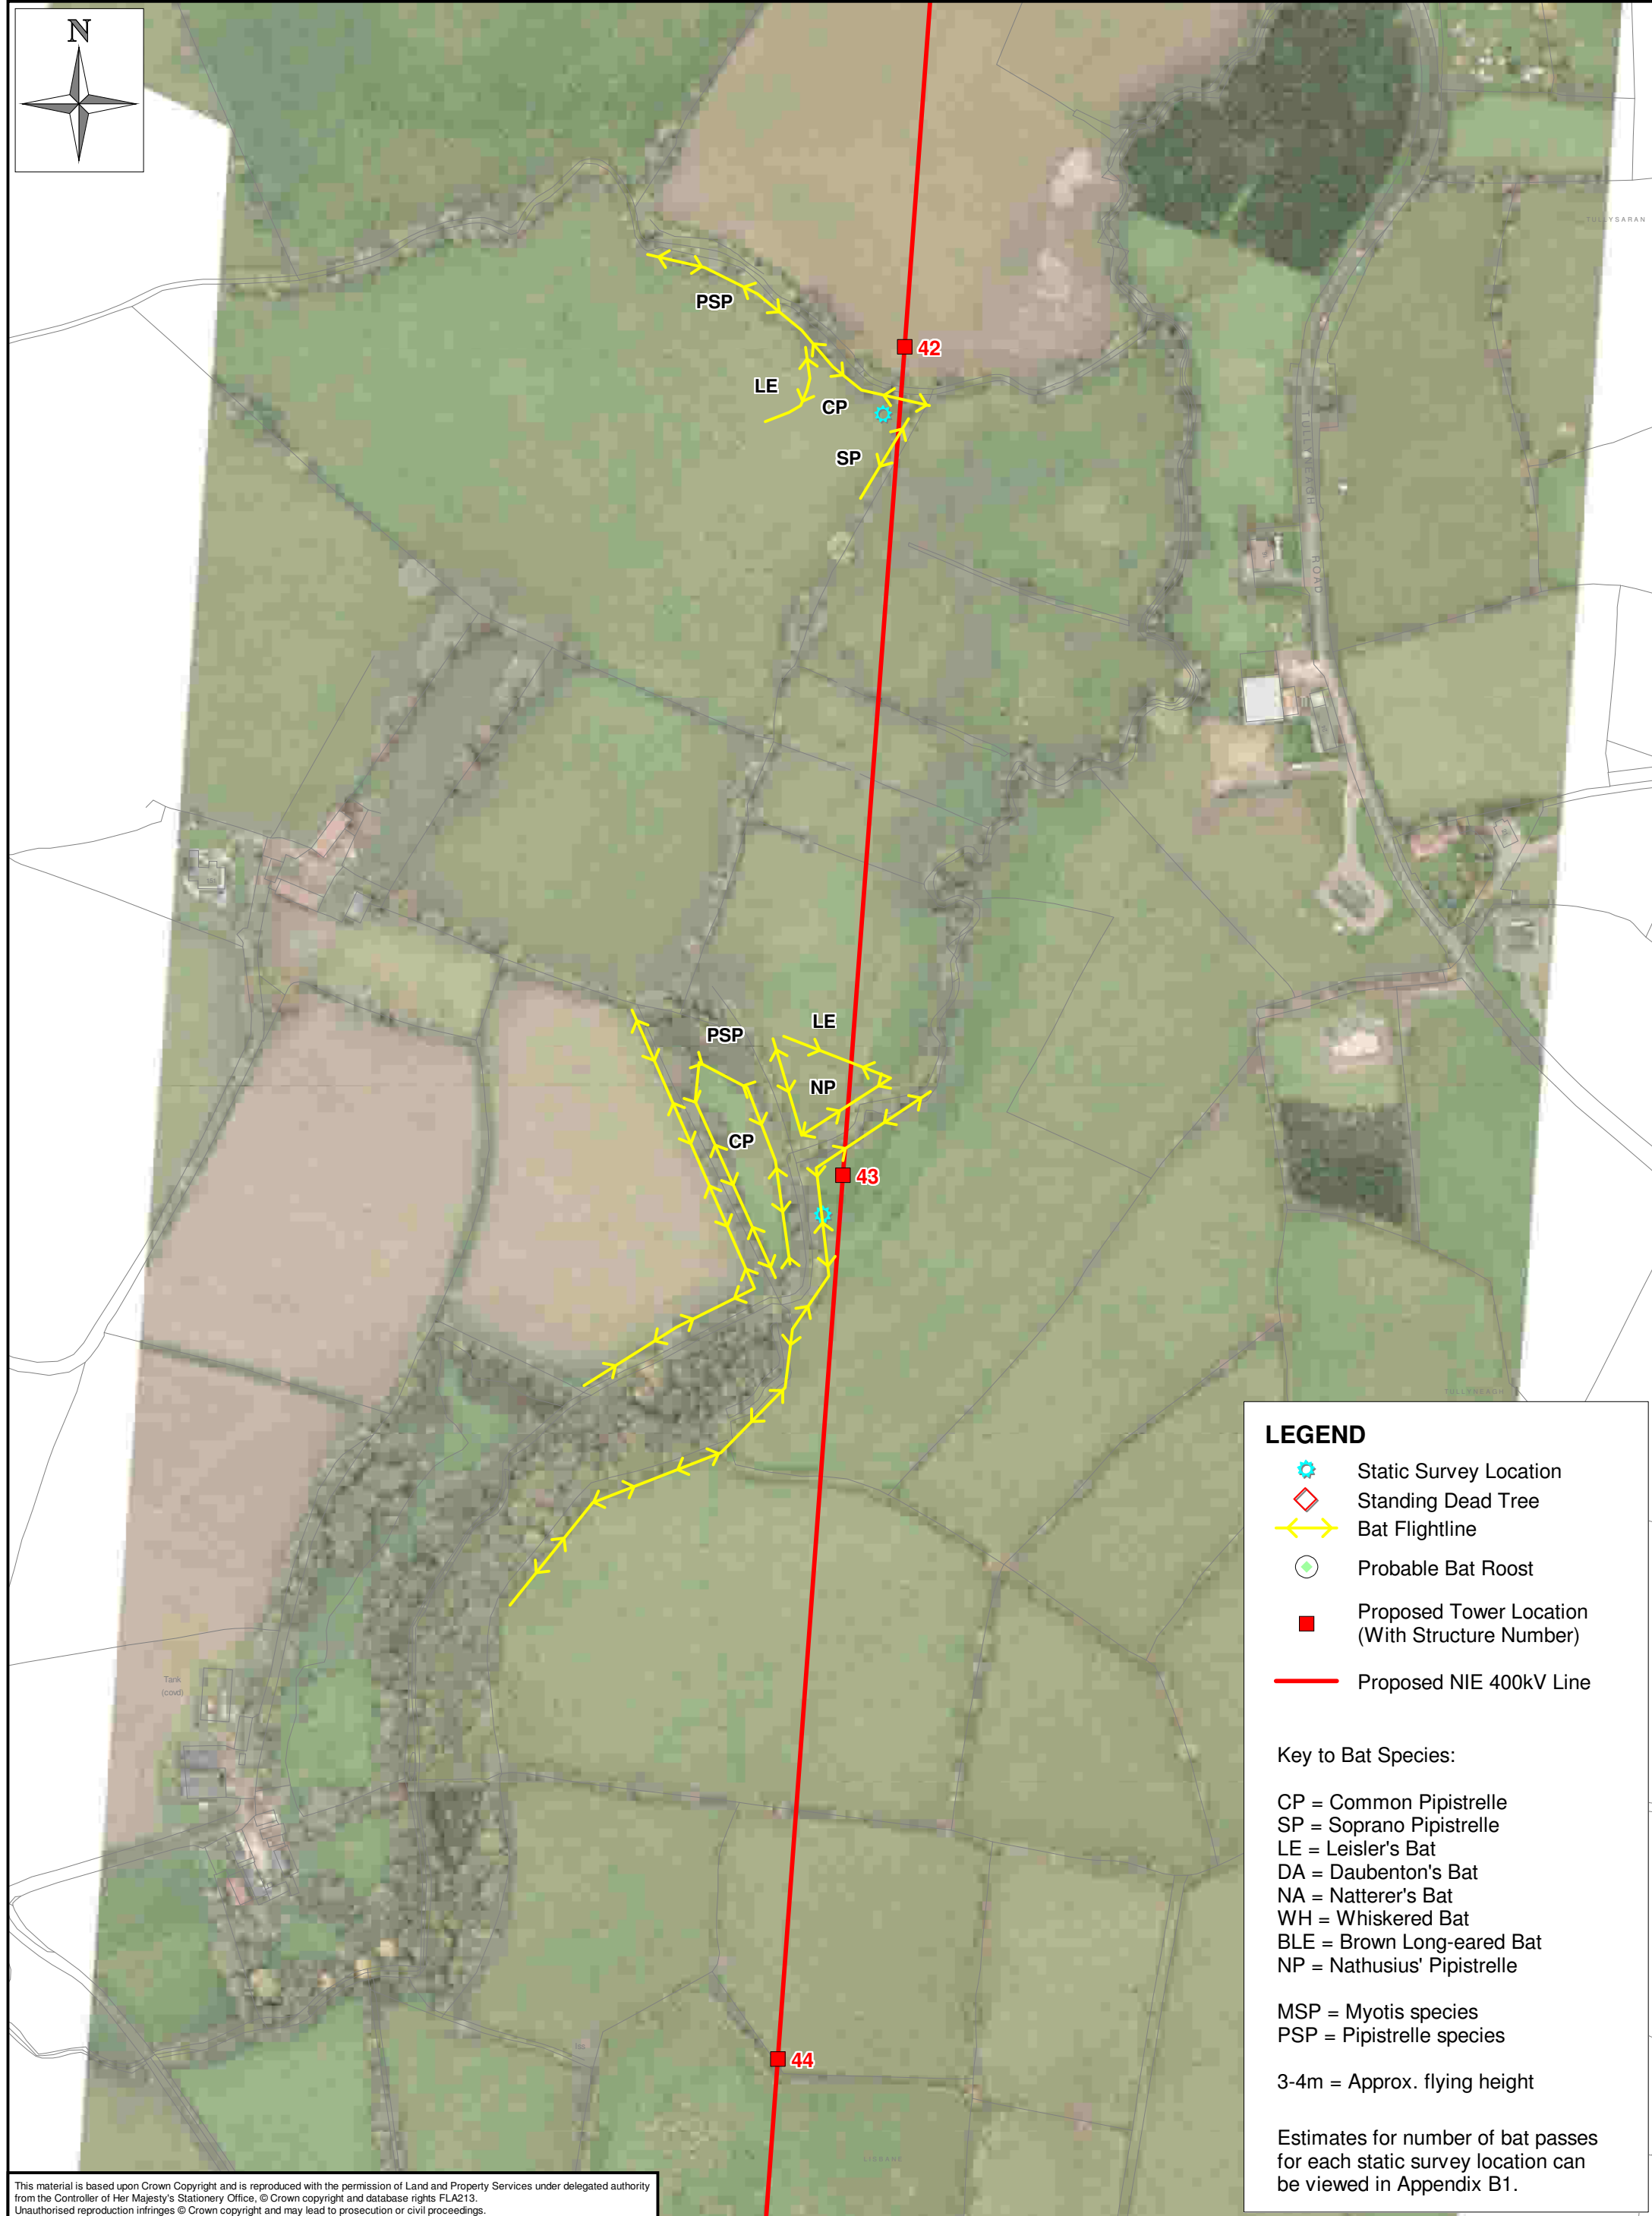 N
TULLYSARAN
PSP
42
LE
CP
SP
TULLYNEAGH ROAD
LE
PSP
NP
CP
43
TULLYNEAGH
LEGEND
Static Survey Location
Standing Dead Tree
Bat Flightline
Probable Bat Roost
Proposed Tower Location
(With Structure Number)
Proposed NIE 400kV Line
Tank
(covd)
Key to Bat Species:
CP = Common Pipistrelle
SP = Soprano Pipistrelle
LE = Leisler's Bat
DA = Daubenton's Bat
NA = Natterer's Bat
WH = Whiskered Bat
BLE = Brown Long-eared Bat
NP = Nathusius' Pipistrelle
MSP = Myotis species
PSP = Pipistrelle species
44
3-4m = Approx. flying height
Estimates for number of bat passes
for each static survey location can
be viewed in Appendix B1.
LISBANE
This material is based upon Crown Copyright and is reproduced with the permission of Land and Property Services under delegated authority
from the Controller of Her Majesty's Stationery Office, © Crown copyright and database rights FLA213.
Unauthorised reproduction infringes © Crown copyright and may lead to prosecution or civil proceedings.